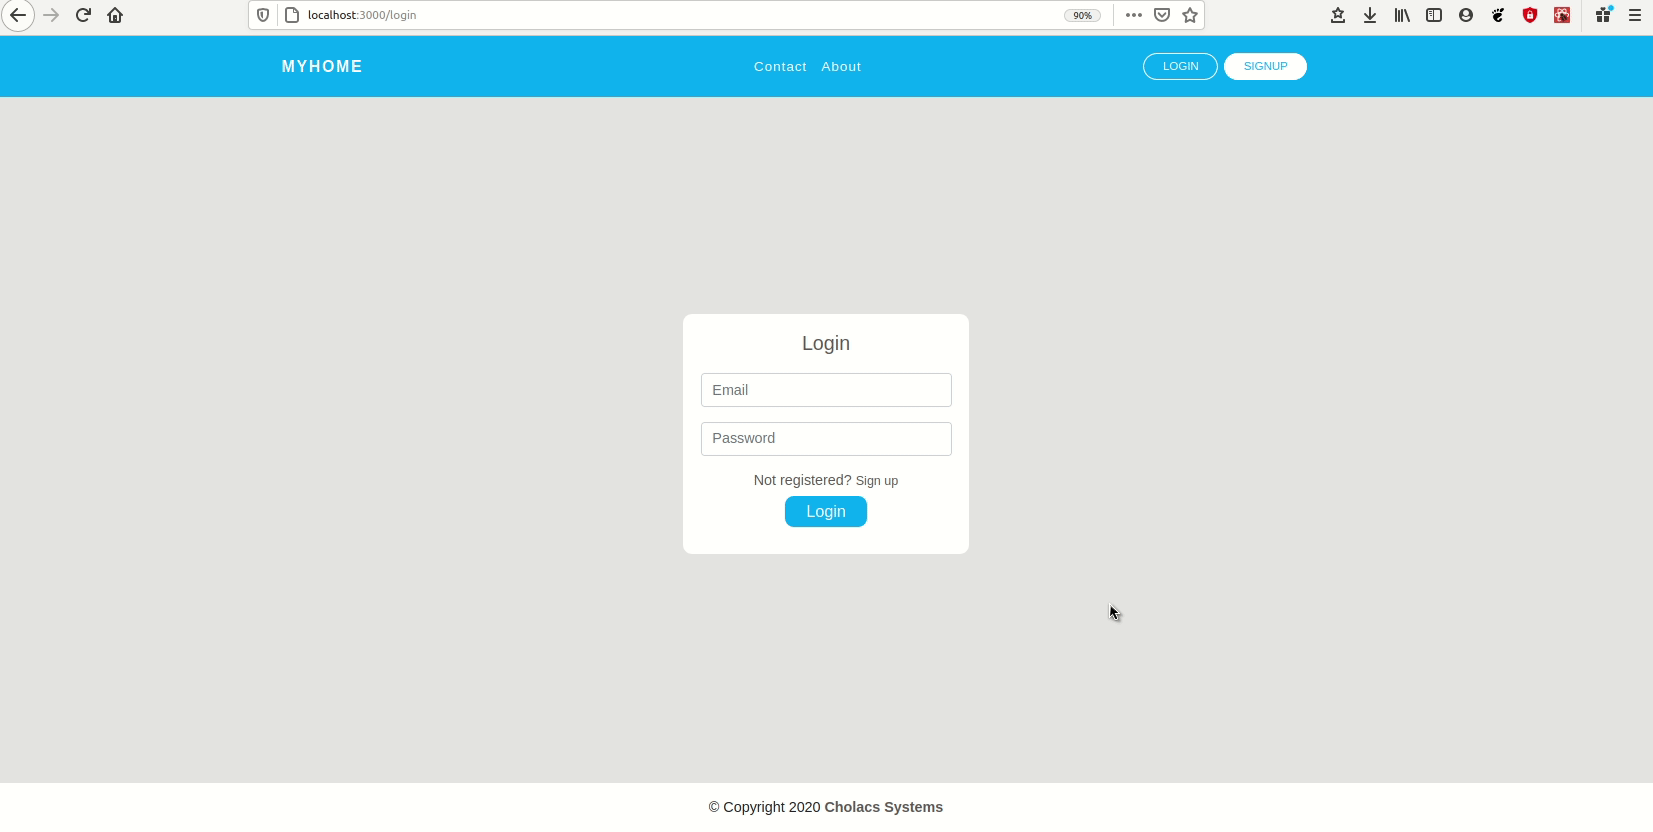 localhost:3000/login
90%
MYHOME
Contact About
LOGIN
SIGNUP
Login
Email
Password
Not registered? Sign up
Login
© Copyright 2020 Cholacs Systems